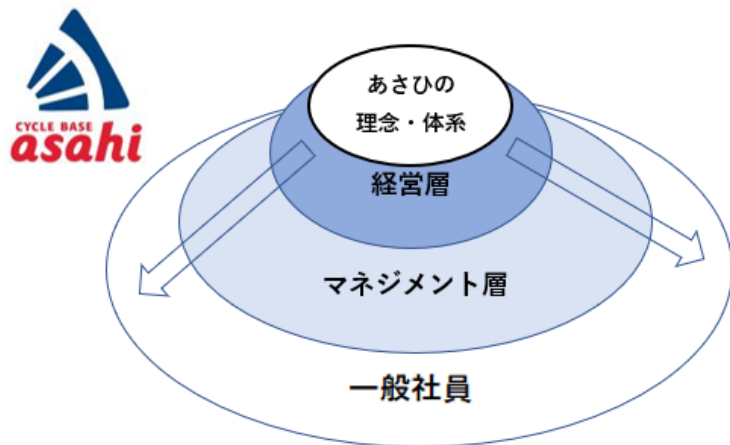 CYCLE BASE
asahi
あさひの
理念・体系
経営層
マネジメント層
一般社員